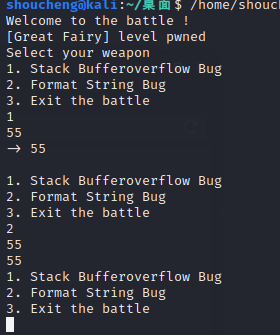 shoucheng@kali:~/桌面$ /home/shouch
Welcome to the battle !
[Great Fairy] level pwned
Select your weapon
1. Stack Bufferoverflow Bug
2. Format String Bug
3. Exit the battle
1
55
-> 55
1. Stack Bufferoverflow Bug
2. Format String Bug
3. Exit the battle
2
55
55
1. Stack Bufferoverflow Bug
2. Format String Bug
3. Exit the battle